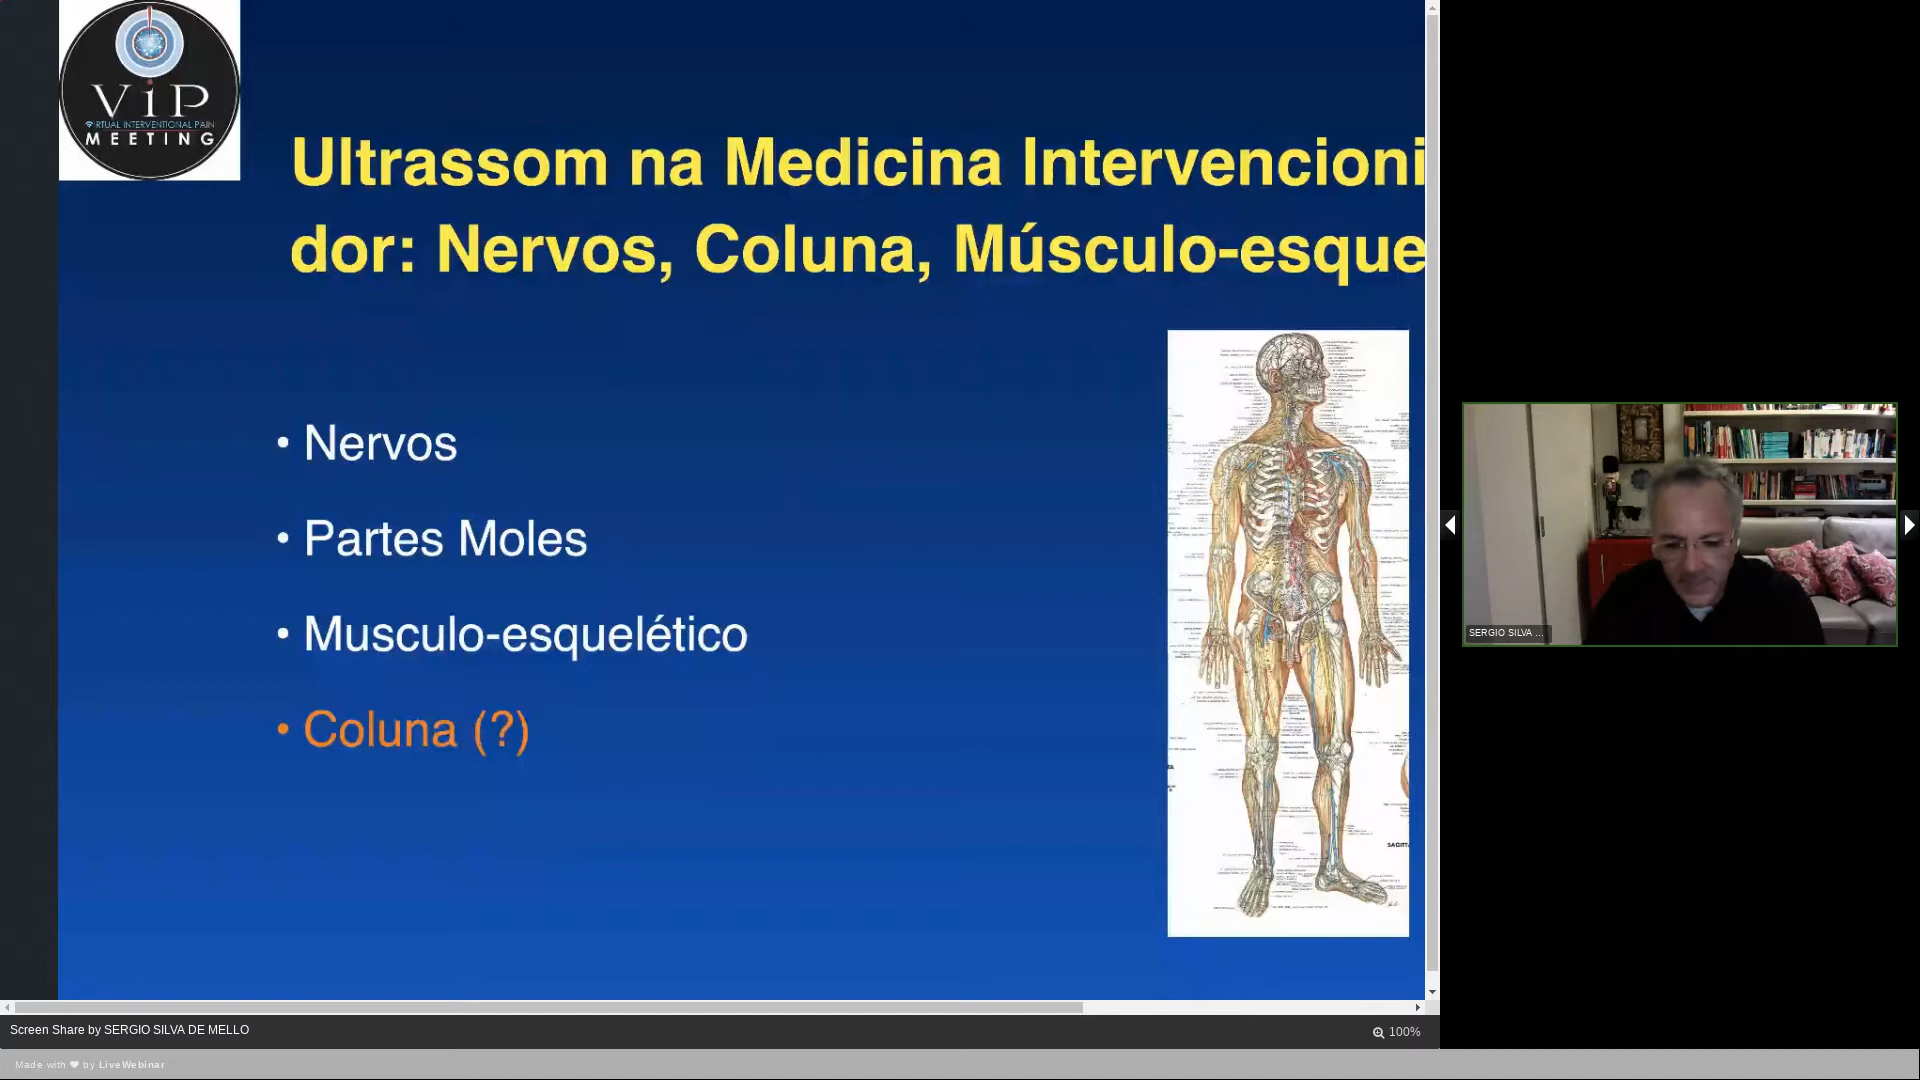 ViP
VIRTUAL INTERVENTIONAL PAIN
MEETING
Ultrassom na Medicina Intervencioni
dor: Nervos, Coluna, Músculo-esque
• Nervos
• Partes Moles
• Musculo-esquelético
• Coluna (?)
SERGIO SILVA ...
Screen Share by SERGIO SILVA DE MELLO
100%
Made with ❤ by LiveWebinar